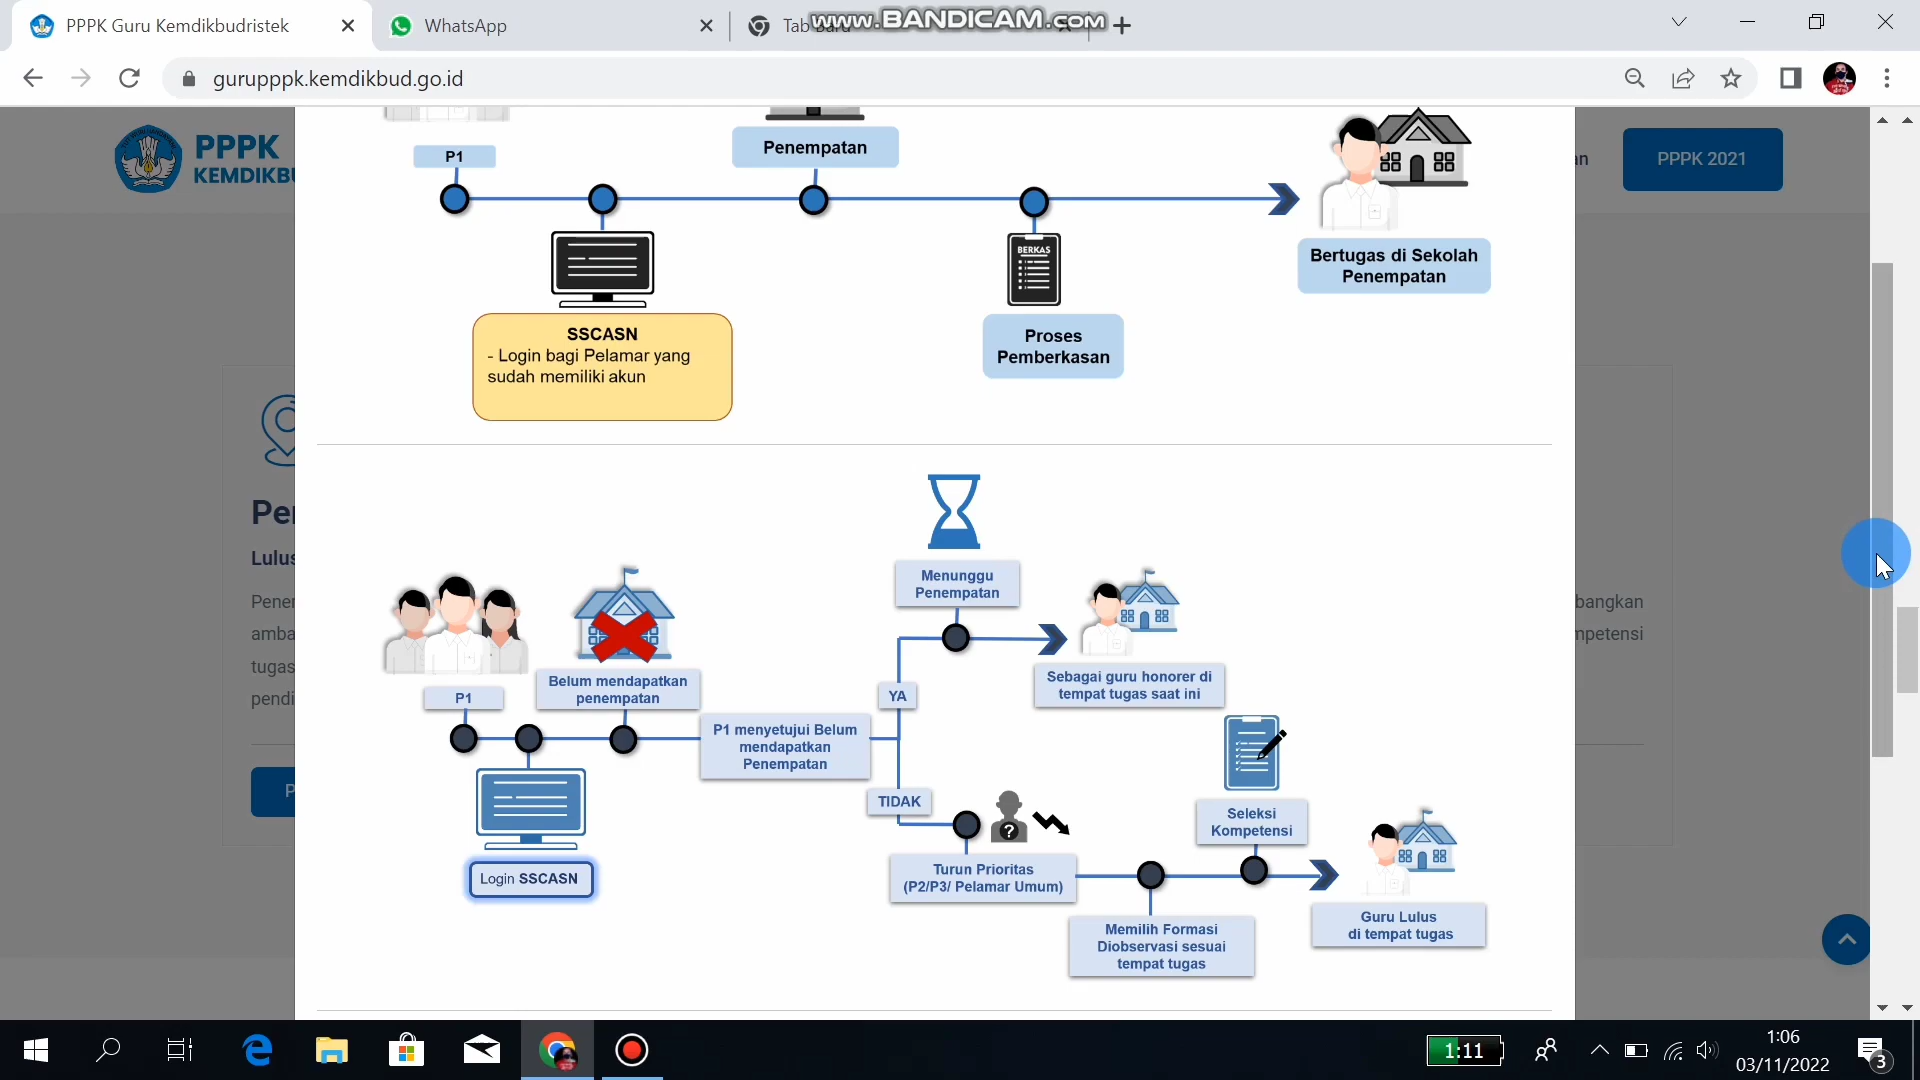 PPPK Guru Kemdikbudristek
WhatsApp
Tab Baru
www.BANDICAM.com
gurupppk.kemdikbud.go.id
PPPK
KEMDIKBU
an
PPPK 2021
P1
Penempatan
BERKAS
Bertugas di Sekolah
Penempatan
SSCASN
- Login bagi Pelamar yang
sudah memiliki akun
Proses
Pemberkasan
Per
Lulus
Pener
amba
tugas
pendi
P
bangkan
mpetensi
Menunggu
Penempatan
Sebagai guru honorer di
tempat tugas saat ini
P1
Belum mendapatkan
penempatan
YA
P1 menyetujui Belum
mendapatkan
Penempatan
TIDAK
?
Login SSCASN
Turun Prioritas
(P2/P3/ Pelamar Umum)
Seleksi
Kompetensi
Memilih Formasi
Diobservasi sesuai
tempat tugas
Guru Lulus
di tempat tugas
1:11
1:06
03/11/2022
3